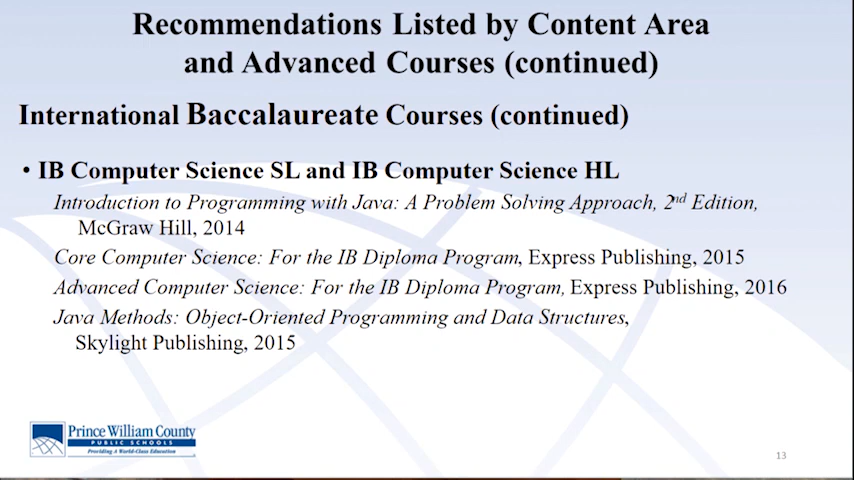 Recommendations Listed by Content Area
and Advanced Courses (continued)
International Baccalaureate Courses (continued)
• IB Computer Science SL and IB Computer Science HL
Introduction to Programming with Java: A Problem Solving Approach, 2nd Edition,
McGraw Hill, 2014
Core Computer Science: For the IB Diploma Program, Express Publishing, 2015
Advanced Computer Science: For the IB Diploma Program, Express Publishing, 2016
Java Methods: Object-Oriented Programming and Data Structures,
Skylight Publishing, 2015
Prince William County
PUBLIC SCHOOLS
Providing A World-Class Education
13